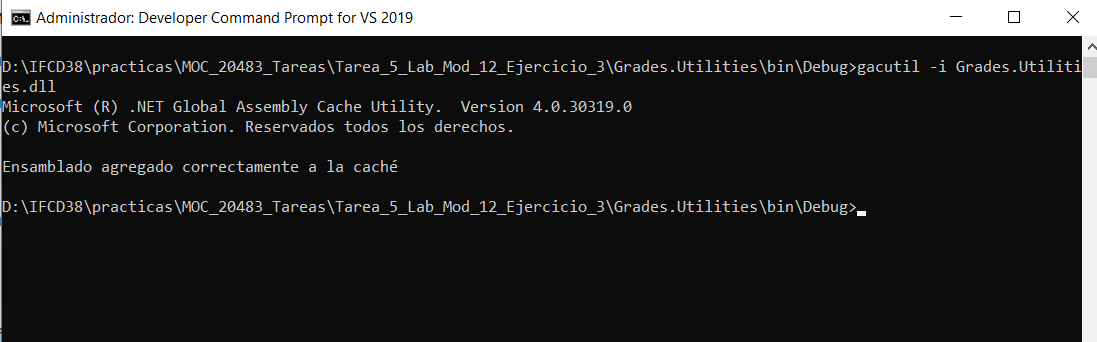 Administrador: Developer Command Prompt for VS 2019
D:\IFCD38\practicas\MOC_20483_Tareas\Tarea_5_Lab_Mod_12_Ejercicio_3\Grades.Utilities\bin\Debug>gacutil -i Grades.Utiliti
es.dll
Microsoft (R) .NET Global Assembly Cache Utility.  Version 4.0.30319.0
(c) Microsoft Corporation. Reservados todos los derechos.
Ensamblado agregado correctamente a la caché
D:\IFCD38\practicas\MOC_20483_Tareas\Tarea_5_Lab_Mod_12_Ejercicio_3\Grades.Utilities\bin\Debug>